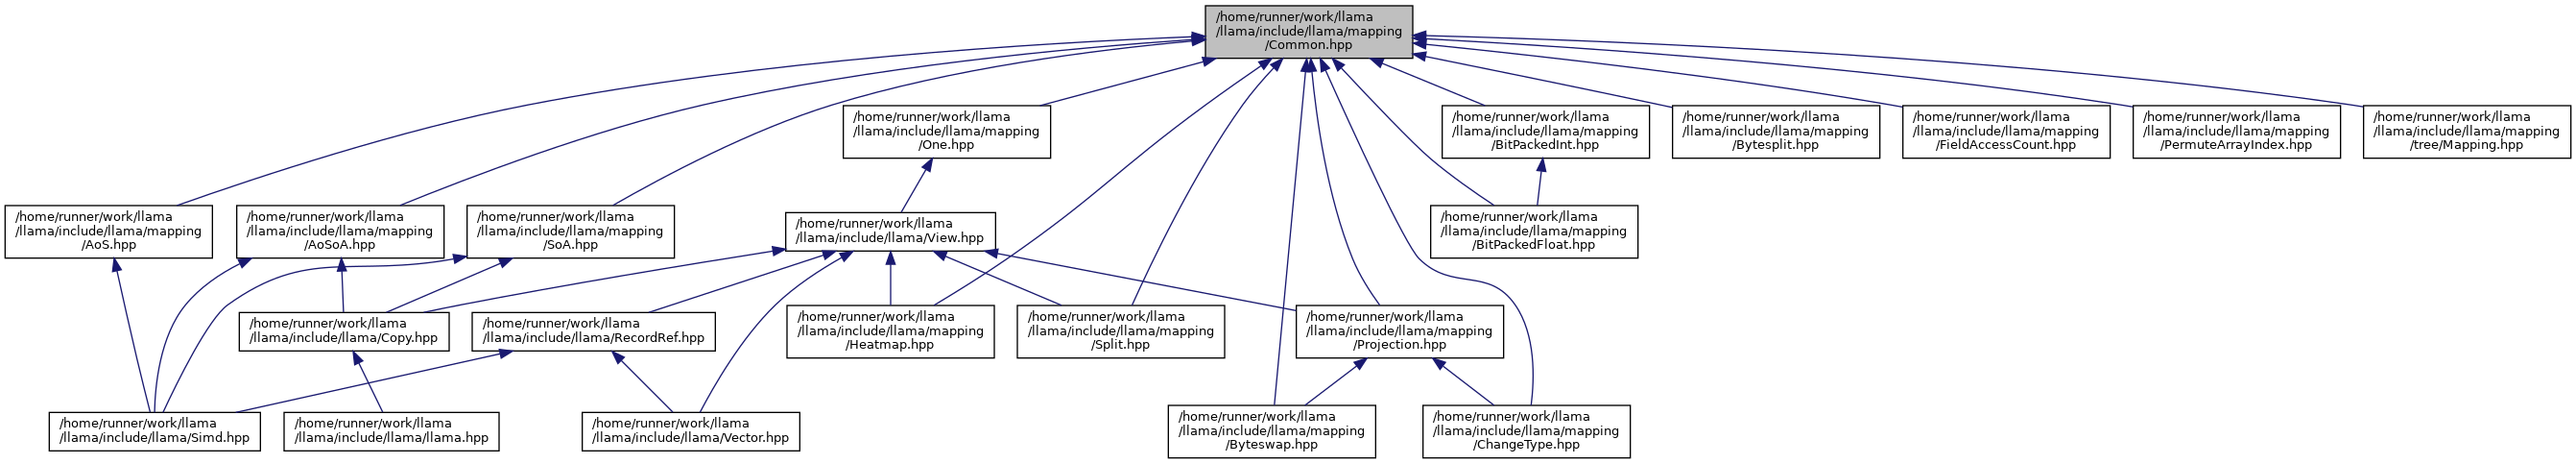 /home/runner/work/llama
/llama/include/llama/mapping
/Common.hpp
/home/runner/work/llama
/llama/include/llama/mapping
/One.hpp
/home/runner/work/llama
/llama/include/llama/mapping
/BitPackedInt.hpp
/home/runner/work/llama
/llama/include/llama/mapping
/Bytesplit.hpp
/home/runner/work/llama
/llama/include/llama/mapping
/FieldAccessCount.hpp
/home/runner/work/llama
/llama/include/llama/mapping
/PermuteArrayIndex.hpp
/home/runner/work/llama
/llama/include/llama/mapping
/tree/Mapping.hpp
/home/runner/work/llama
/llama/include/llama/mapping
/AoS.hpp
/home/runner/work/llama
/llama/include/llama/mapping
/AoSoA.hpp
/home/runner/work/llama
/llama/include/llama/mapping
/SoA.hpp
/home/runner/work/llama
/llama/include/llama/View.hpp
/home/runner/work/llama
/llama/include/llama/mapping
/BitPackedFloat.hpp
/home/runner/work/llama
/llama/include/llama/Copy.hpp
/home/runner/work/llama
/llama/include/llama/RecordRef.hpp
/home/runner/work/llama
/llama/include/llama/mapping
/Heatmap.hpp
/home/runner/work/llama
/llama/include/llama/mapping
/Split.hpp
/home/runner/work/llama
/llama/include/llama/mapping
/Projection.hpp
/home/runner/work/llama
/llama/include/llama/Simd.hpp
/home/runner/work/llama
/llama/include/llama/llama.hpp
/home/runner/work/llama
/llama/include/llama/Vector.hpp
/home/runner/work/llama
/llama/include/llama/mapping
/Byteswap.hpp
/home/runner/work/llama
/llama/include/llama/mapping
/ChangeType.hpp